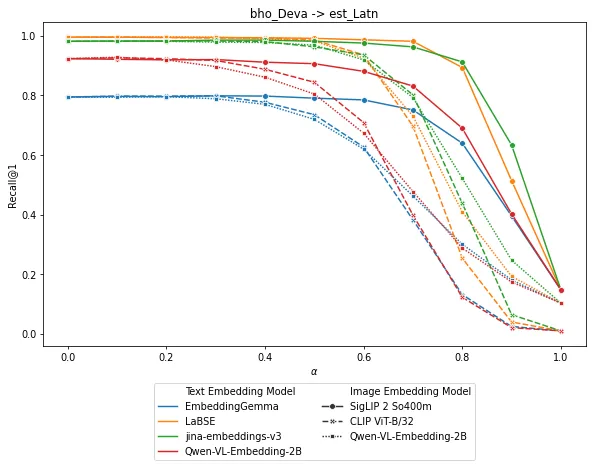 bho_Deva -> est_Latn
Recall@1
1.0
0.8
0.6
0.4
0.2
0.0
0.0 0.2 0.4 0.6 0.8 1.0
α
Text Embedding Model
EmbeddingGemma
LaBSE
jina-embeddings-v3
Qwen-VL-Embedding-2B
Image Embedding Model
SigLIP 2 So400m
CLIP ViT-B/32
Qwen-VL-Embedding-2B